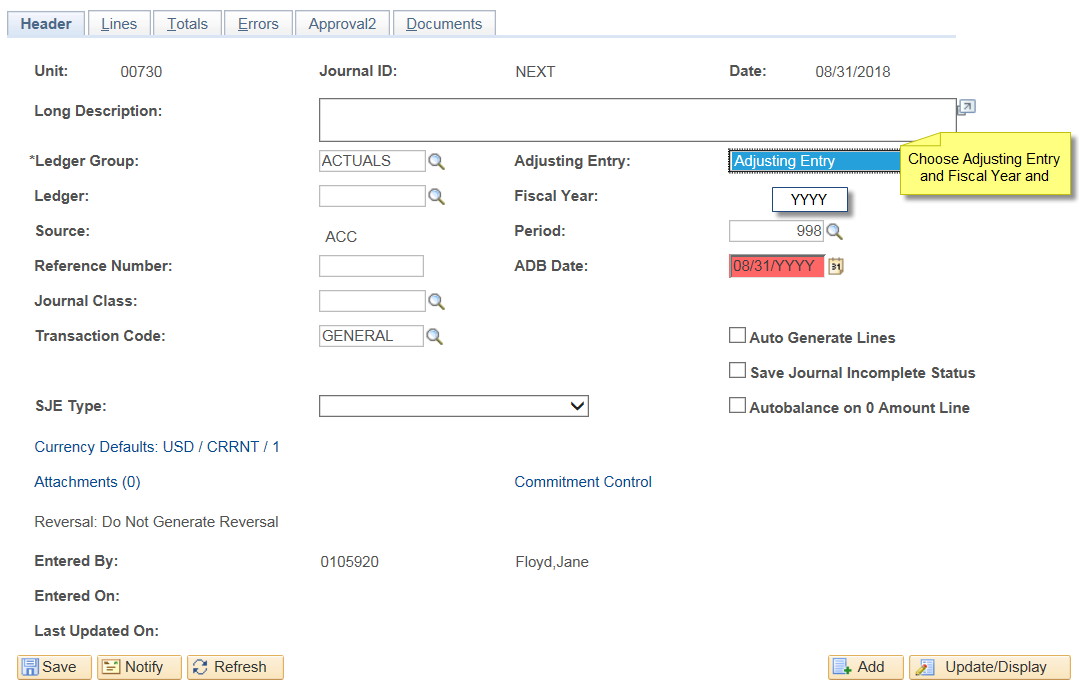 Header Lines Totals Errors Approval2 Documents
Unit: 00730 Journal ID: NEXT Date: 08/31/2018
Long Description:
*Ledger Group: ACTUALS Adjusting Entry: Adjusting Entry
Choose Adjusting Entry
and Fiscal Year and
Ledger: Fiscal Year: YYYY
Source: ACC Period: 998
Reference Number: ADB Date: 08/31/YYYY 31
Journal Class:
Transaction Code: GENERAL Auto Generate Lines
Save Journal Incomplete Status
SJE Type: Autobalance on 0 Amount Line
Currency Defaults: USD / CRRNT / 1
Attachments (0) Commitment Control
Reversal: Do Not Generate Reversal
Entered By: 0105920 Floyd,Jane
Entered On:
Last Updated On:
Save Notify Refresh Add Update/Display